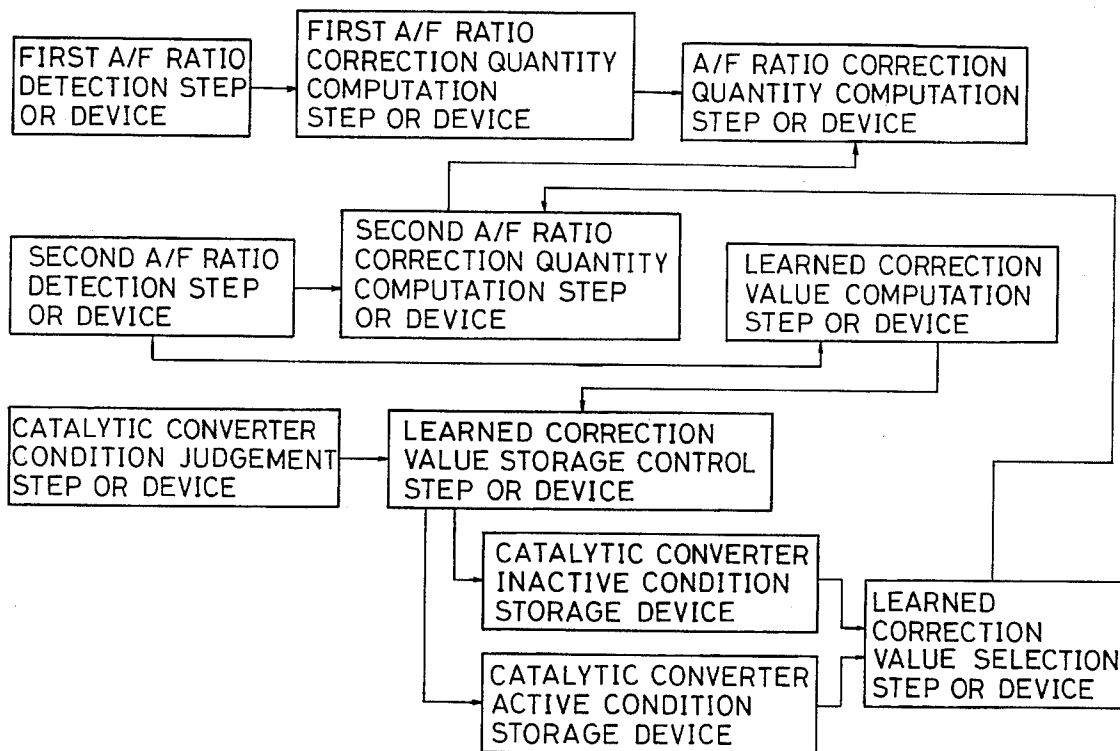 FIRST A/F RATIO
DETECTION STEP
OR DEVICE
FIRST A/F RATIO
CORRECTION QUANTITY
COMPUTATION
STEP OR DEVICE
A/F RATIO CORRECTION
QUANTITY COMPUTATION
STEP OR DEVICE
SECOND A/F RATIO
DETECTION STEP
OR DEVICE
SECOND A/F RATIO
CORRECTION QUANTITY
COMPUTATION STEP
OR DEVICE
LEARNED CORRECTION
VALUE COMPUTATION
STEP OR DEVICE
CATALYTIC CONVERTER
CONDITION JUDGEMENT
STEP OR DEVICE
LEARNED CORRECTION
VALUE STORAGE CONTROL
STEP OR DEVICE
CATALYTIC CONVERTER
INACTIVE CONDITION
STORAGE DEVICE
CATALYTIC CONVERTER
ACTIVE CONDITION
STORAGE DEVICE
LEARNED
CORRECTION
VALUE SELECTION
STEP OR DEVICE